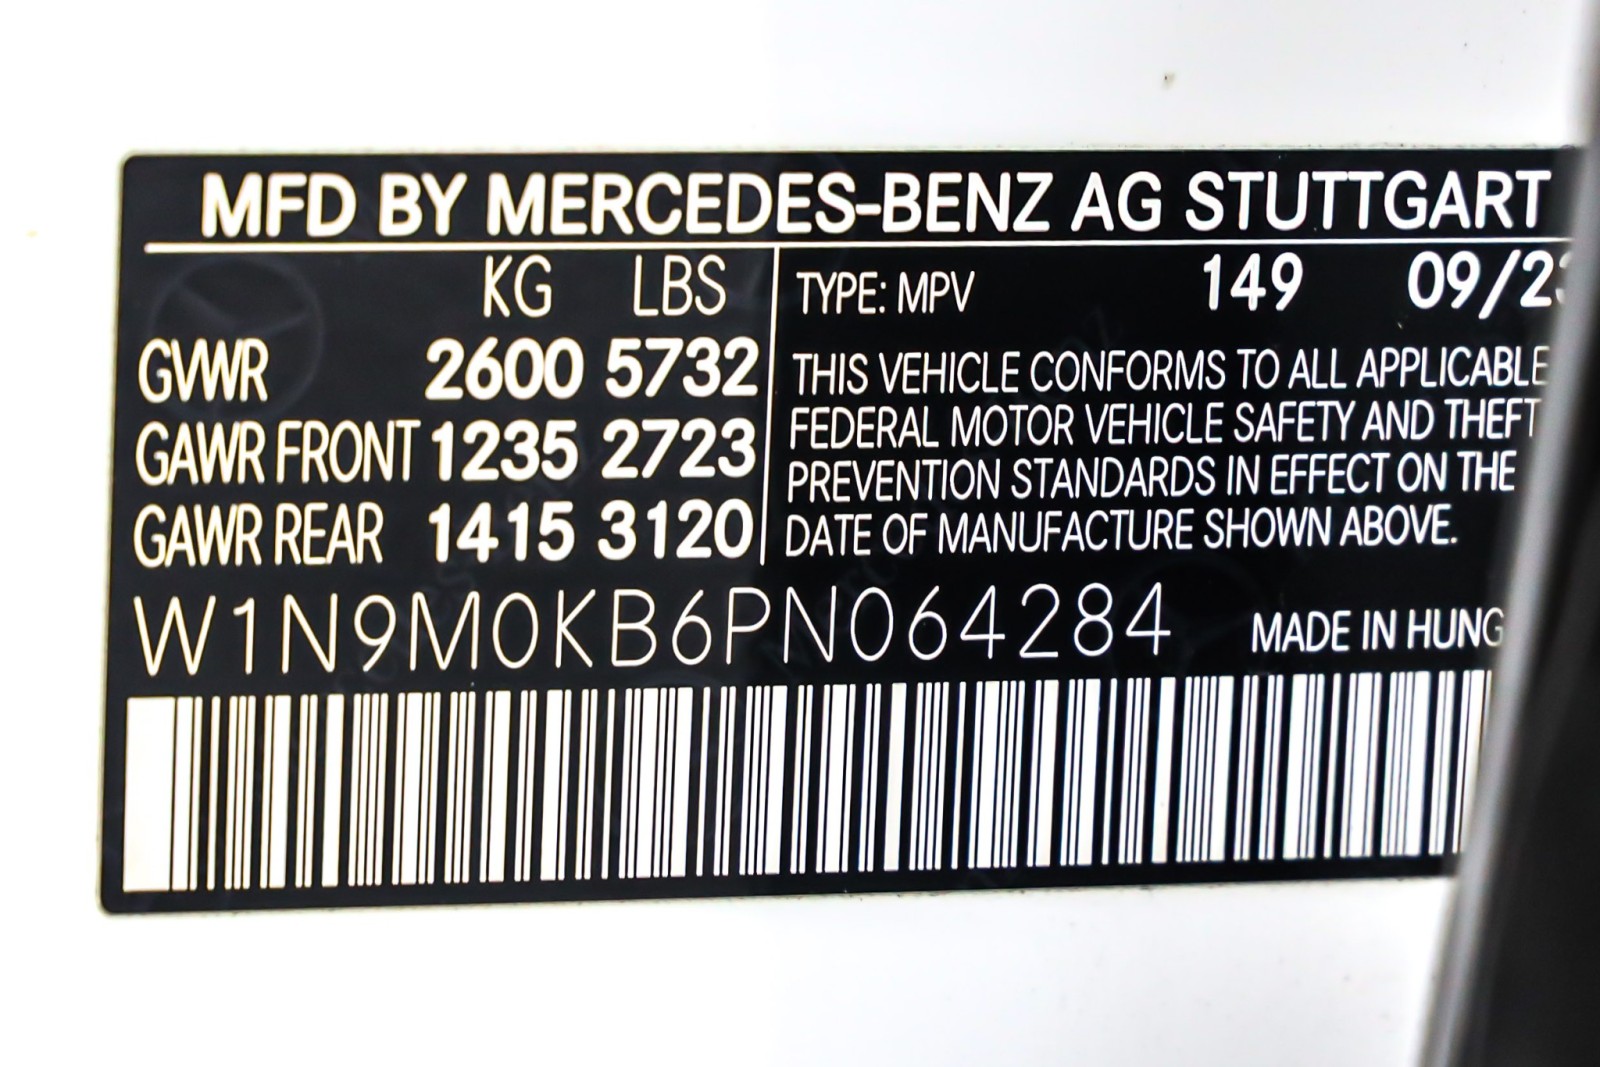 MFD BY MERCEDES-BENZ AG STUTTGART
KG LBS
GVWR 2600 5732
GAWR FRONT 1235 2723
GAWR REAR 1415 3120
TYPE: MPV 149 09/23
THIS VEHICLE CONFORMS TO ALL APPLICABLE
FEDERAL MOTOR VEHICLE SAFETY AND THEFT
PREVENTION STANDARDS IN EFFECT ON THE
DATE OF MANUFACTURE SHOWN ABOVE.
W1N9M0KB6PN064284 MADE IN HUNG